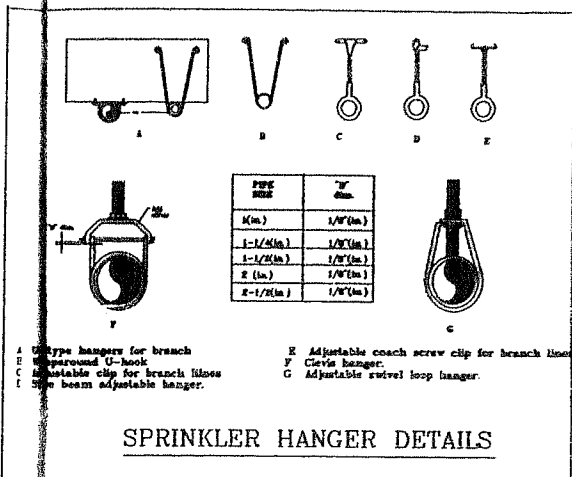 A
B
C
D
E
PIPE SIZE
"B" dim.
1(in.) 1/8"(in.)
1-1/4(in.) 1/8"(in.)
1-1/2(in.) 1/8"(in.)
2 (in.) 1/8"(in.)
2-1/2(in.) 1/8"(in.)
F
G
A type hangers for branch
U-hook
C clip for branch lines
beam adjustable hanger.
E Adjustable coach screw clip for branch lines
F Clevis hanger.
G Adjustable swivel loop hanger.
SPRINKLER HANGER DETAILS